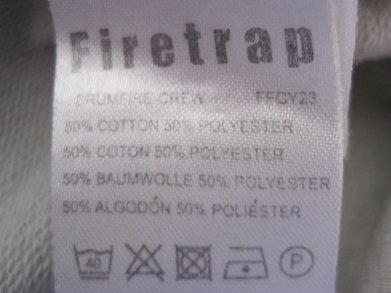 Firetrap
DRUMFIRE CREW FFCY23
50% COTTON 50% POLYESTER
50% COTON 50% POLYESTER
50% BAUMWOLLE 50% POLYESTER
50% ALGODÓN 50% POLIÉSTER
40 P